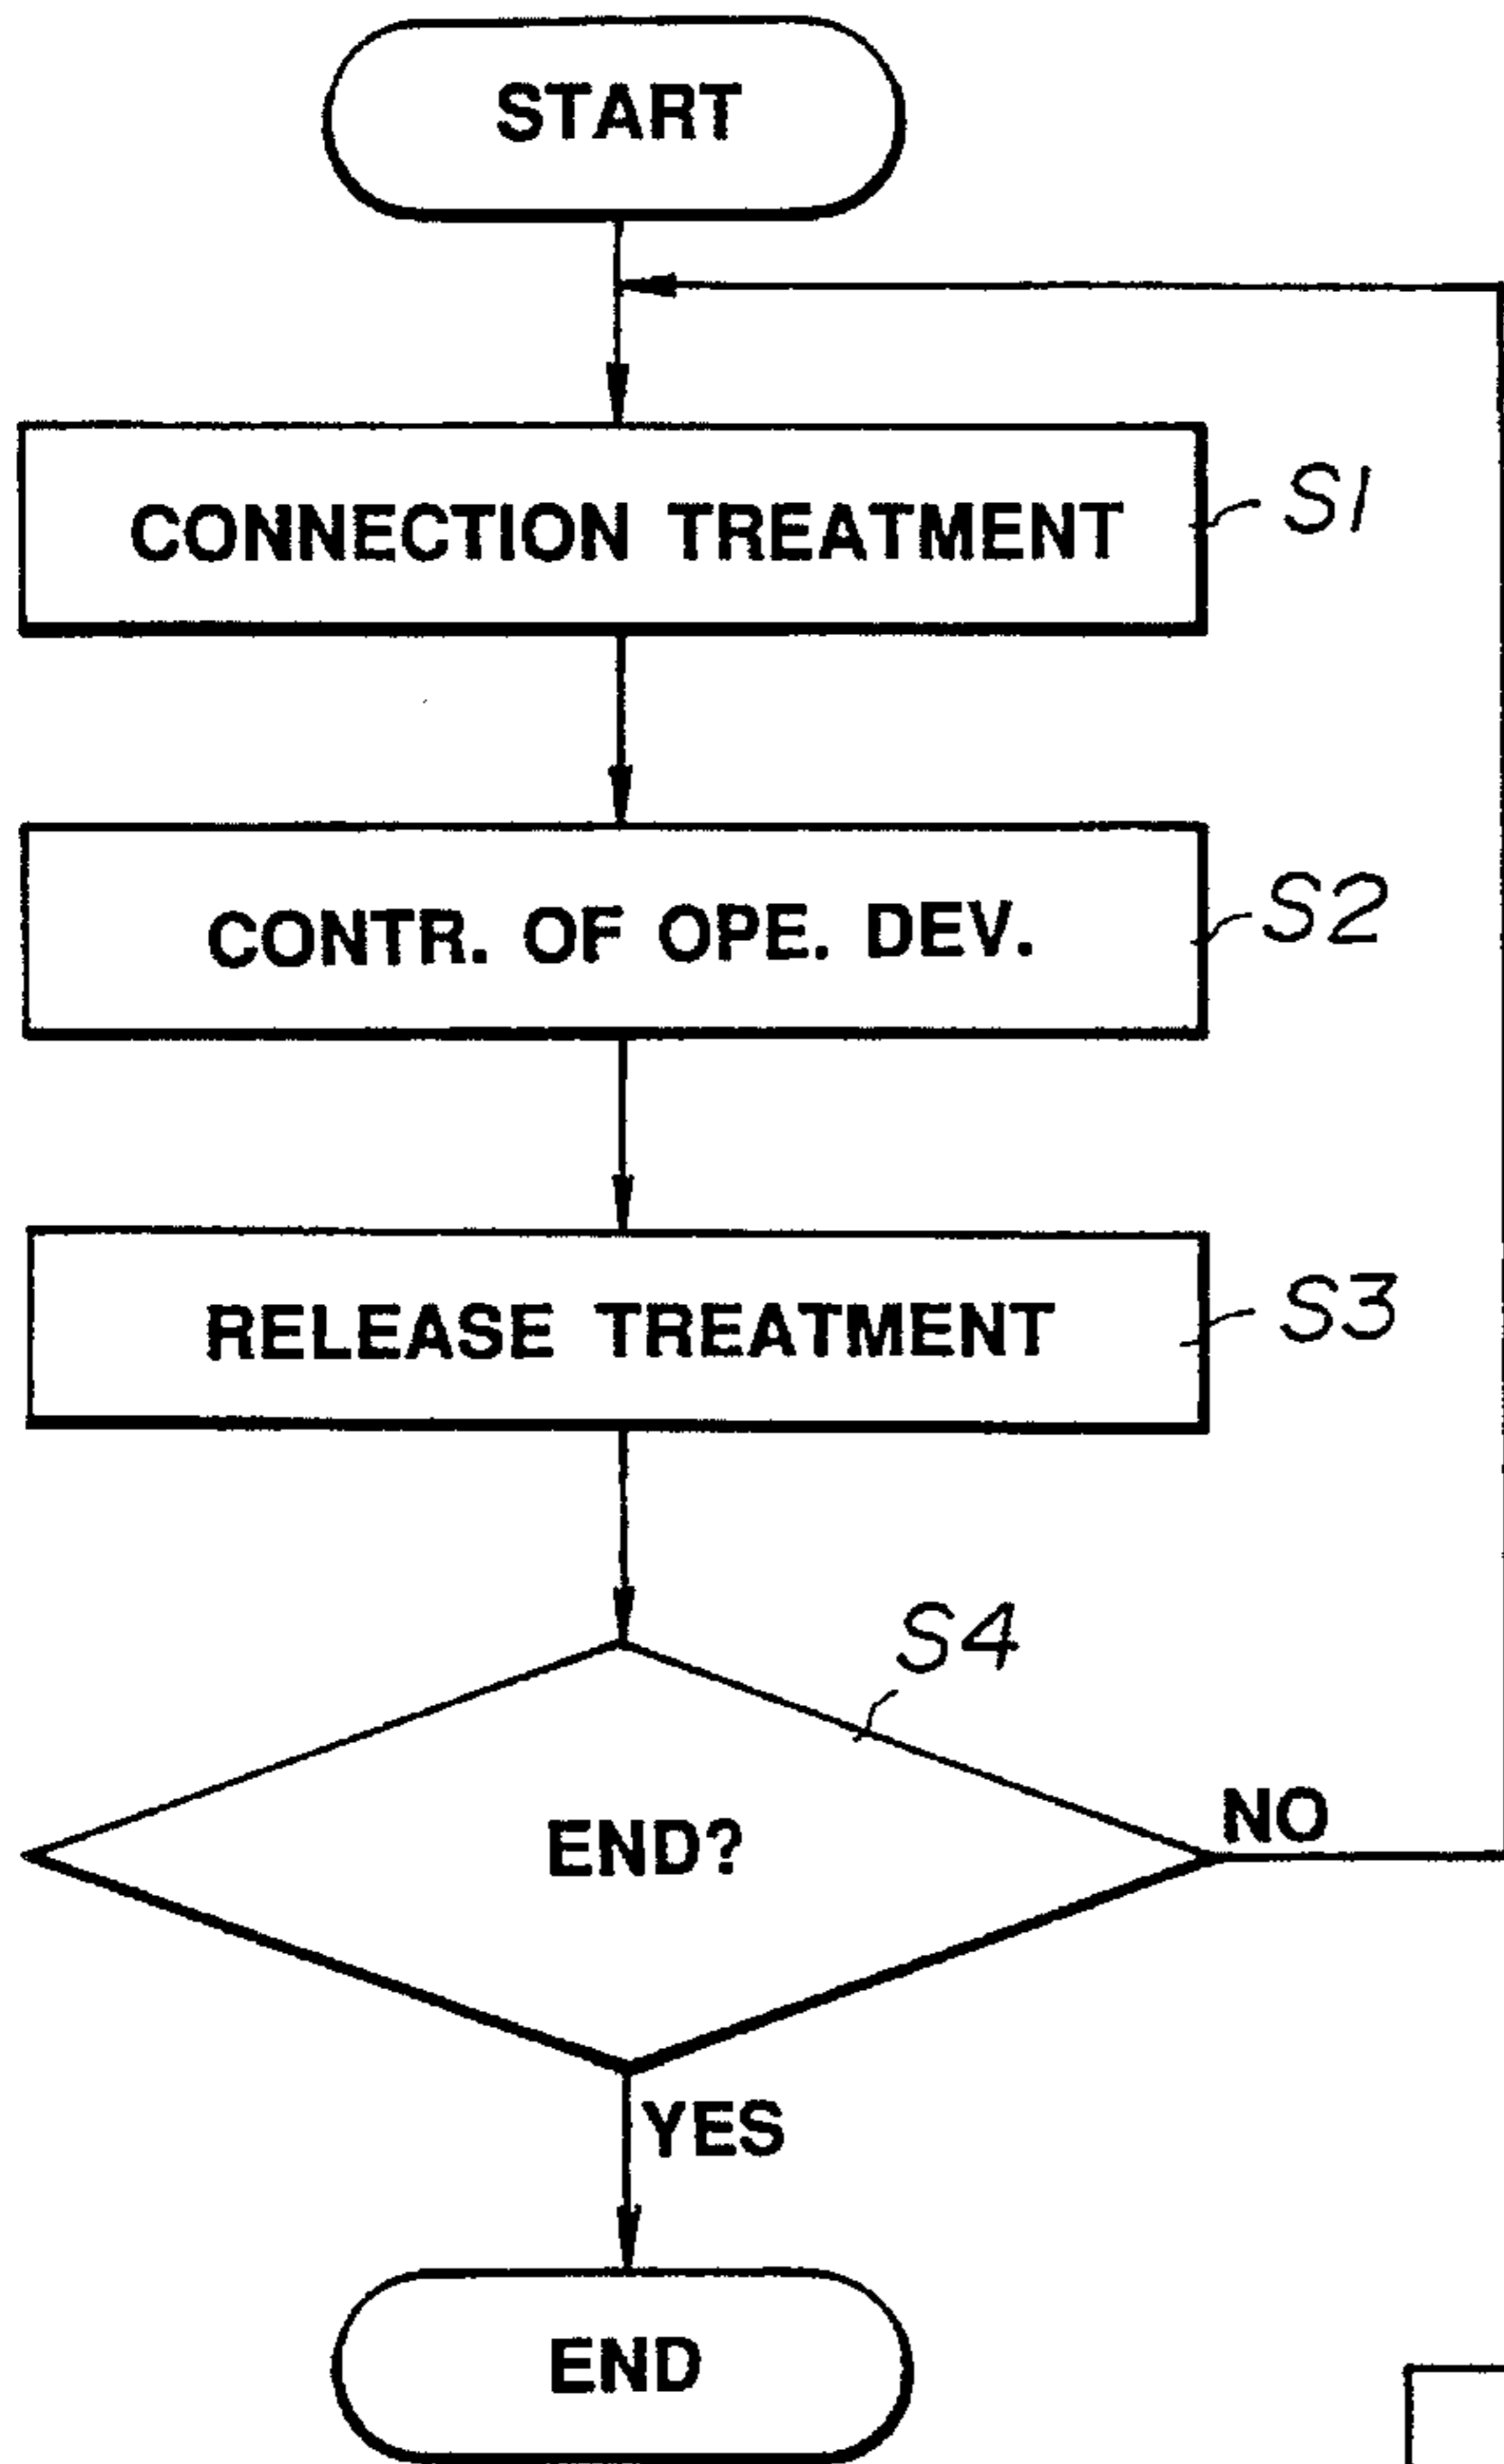 START
CONNECTION TREATMENT
S1
CONTR. OF OPE. DEV.
S2
RELEASE TREATMENT
S3
S4
END?
NO
YES
END